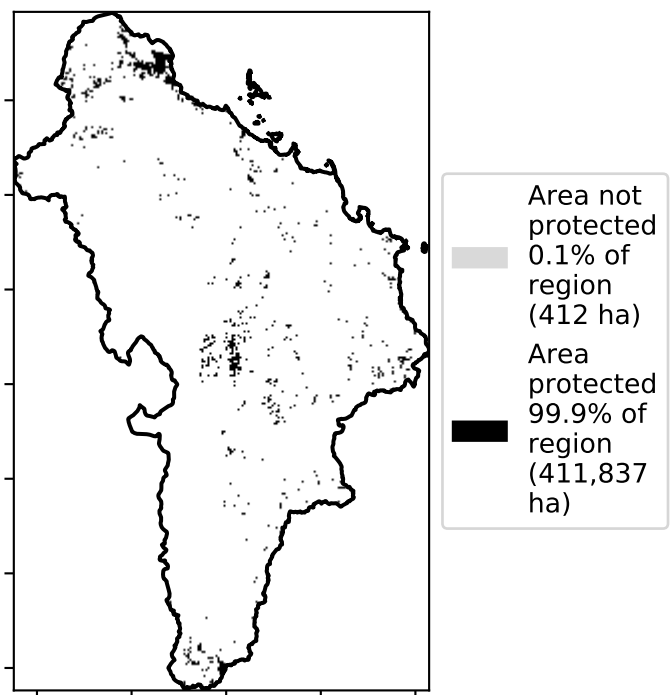 Area not
protected
0.1% of
region
(412 ha)
Area
protected
99.9% of
region
(411,837
ha)